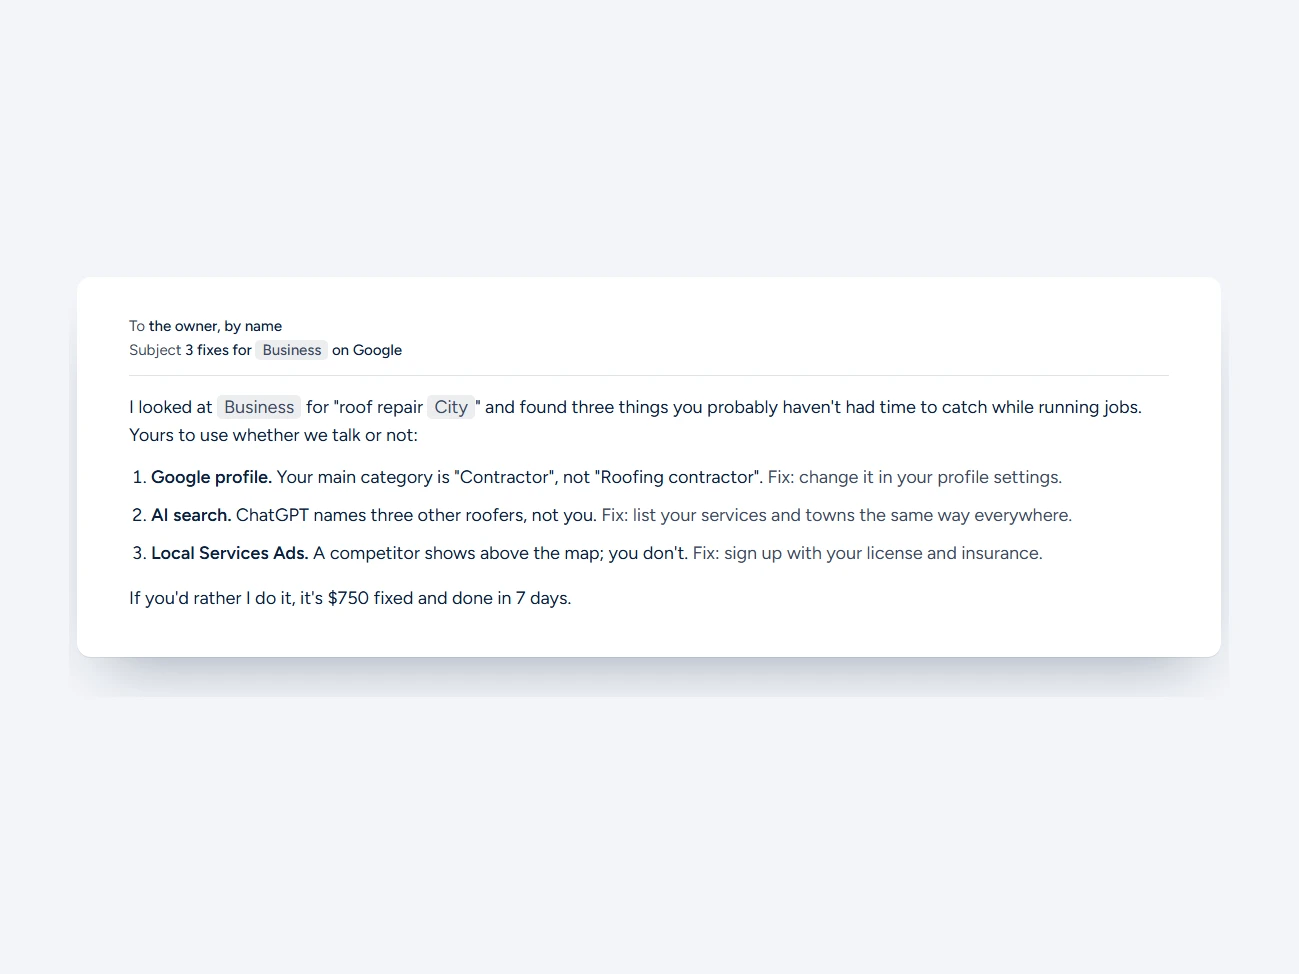 To the owner, by name
Subject 3 fixes for Business on Google
I looked at Business for "roof repair City" and found three things you probably haven't had time to catch while running jobs.
Yours to use whether we talk or not:
1. Google profile. Your main category is "Contractor", not "Roofing contractor". Fix: change it in your profile settings.
2. AI search. ChatGPT names three other roofers, not you. Fix: list your services and towns the same way everywhere.
3. Local Services Ads. A competitor shows above the map; you don't. Fix: sign up with your license and insurance.
If you'd rather I do it, it's $750 fixed and done in 7 days.